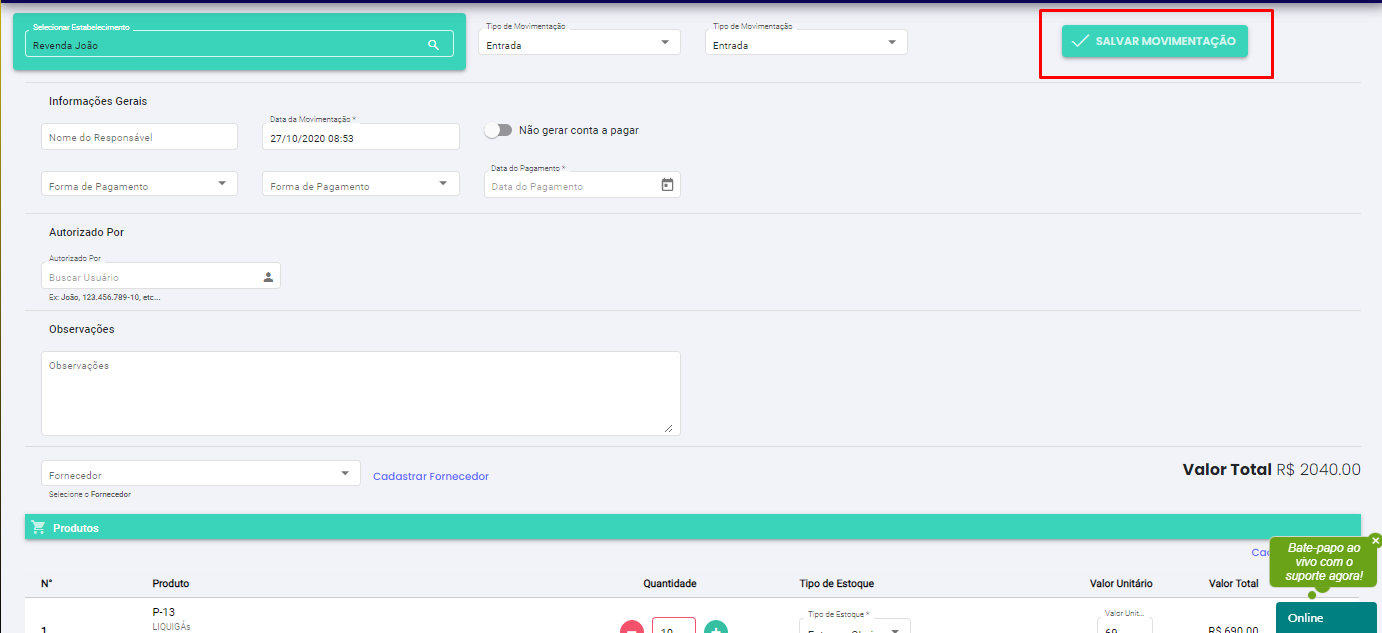 Selecionar Estabelecimento
Revenda João
Tipo de Movimentação
Entrada
Tipo de Movimentação
Entrada
SALVAR MOVIMENTAÇÃO
Informações Gerais
Nome do Responsável
Data da Movimentação *
27/10/2020 08:53
Não gerar conta a pagar
Forma de Pagamento
Forma de Pagamento
Data do Pagamento *
Data do Pagamento
Autorizado Por
Autorizado Por
Buscar Usuário
Ex: João, 123.456.789-10, etc...
Observações
Observações
Fornecedor
Cadastrar Fornecedor
Selecione o Fornecedor
Valor Total R$ 2040.00
Produtos
Bate-papo ao
vivo com o
suporte agora!
N° Produto Quantidade Tipo de Estoque Valor Unitário Valor Total
1
P-13
LIQUIGÁs
10
Tipo de Estoque *
Valor Unit...
69
R$ 690.00
Online